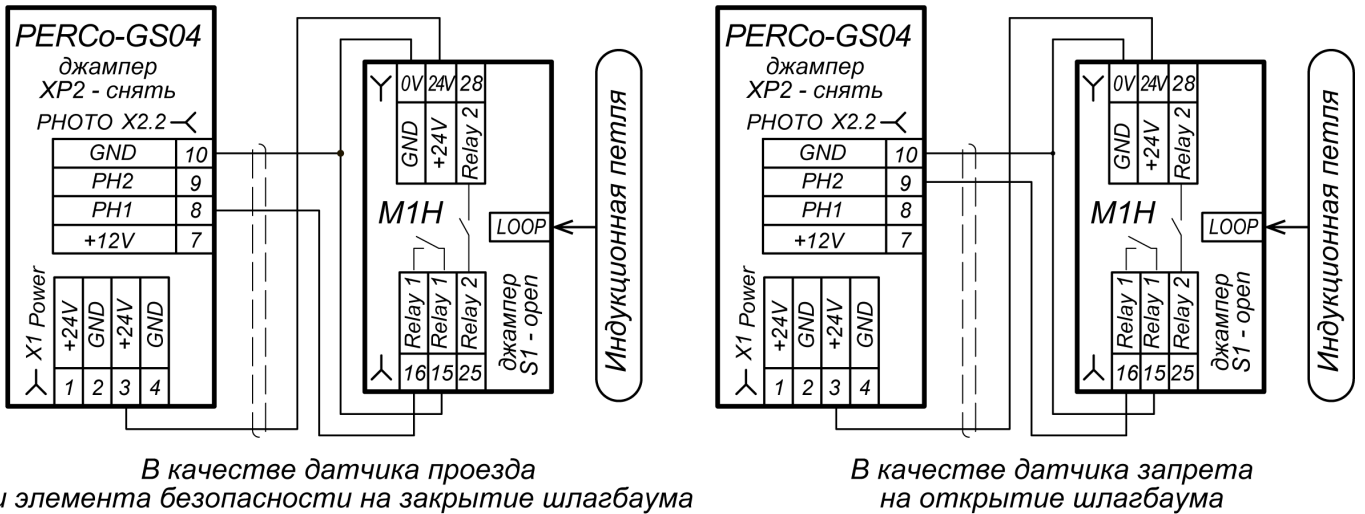 PERCo-GS04
джампер
XP2 - снять
PHOTO X2.2
GND 10
PH2 9
PH1 8
+12V 7
X1 Power
+24V GND +24V GND
1 2 3 4
0V 24V 28
GND +24V Relay 2
M1H
LOOP
Relay 1 Relay 1 Relay 2
16 15 25
джампер
S1 - open
Индукционная петля
В качестве датчика проезда
и элемента безопасности на закрытие шлагбаума
PERCo-GS04
джампер
XP2 - снять
PHOTO X2.2
GND 10
PH2 9
PH1 8
+12V 7
X1 Power
+24V GND +24V GND
1 2 3 4
0V 24V 28
GND +24V Relay 2
M1H
LOOP
Relay 1 Relay 1 Relay 2
16 15 25
джампер
S1 - open
Индукционная петля
В качестве датчика запрета
на открытие шлагбаума